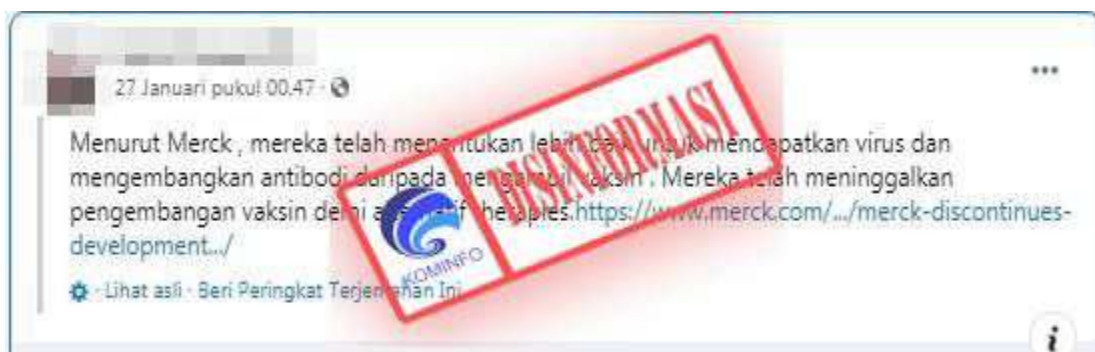 27 Januari pukul 00.47
Menurut Merck , mereka telah menentukan lebih baik untuk mendapatkan virus dan
mengembangkan antibodi daripada mengambil vaksin . Mereka telah meninggalkan
pengembangan vaksin demi therapies.https://www.merck.com/.../merck-discontinues-
development.../
Lihat asli · Beri Peringkat Terjemahan Ini
DISINFORMASI
KOMINFO
i